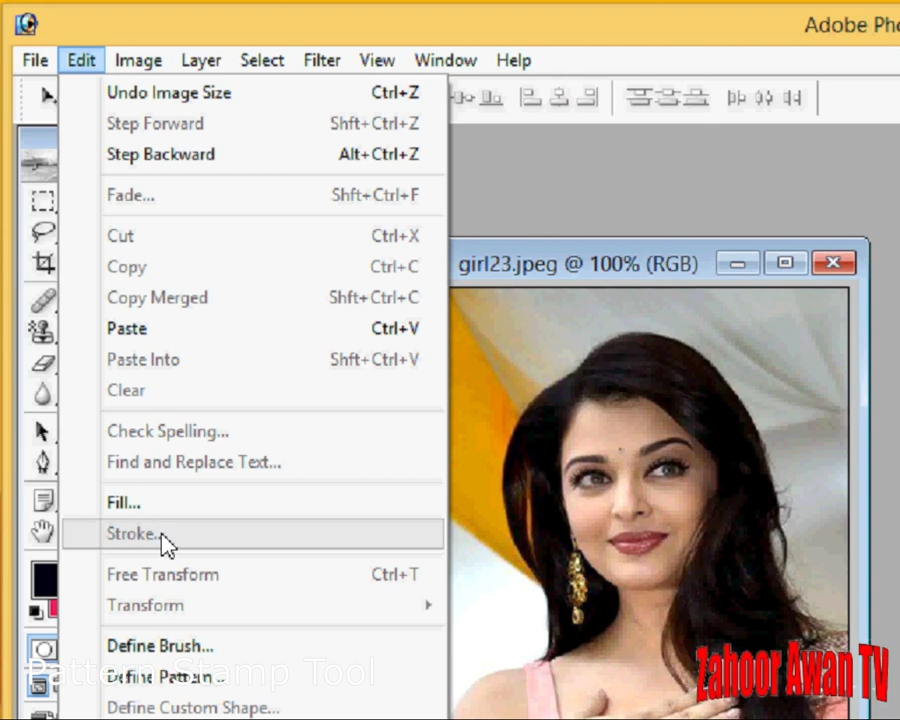 Adobe Pho
File Edit Image Layer Select Filter View Window Help
Undo Image Size Ctrl+Z
Step Forward Shft+Ctrl+Z
Step Backward Alt+Ctrl+Z
Fade... Shft+Ctrl+F
Cut Ctrl+X
Copy Ctrl+C
Copy Merged Shft+Ctrl+C
Paste Ctrl+V
Paste Into Shft+Ctrl+V
Clear
Check Spelling...
Find and Replace Text...
Fill...
Stroke...
Free Transform Ctrl+T
Transform
Define Brush...
Define Pattern...
Define Custom Shape...
girl23.jpeg @ 100% (RGB)
Pattern Stamp Tool
Zahoor Awan TV